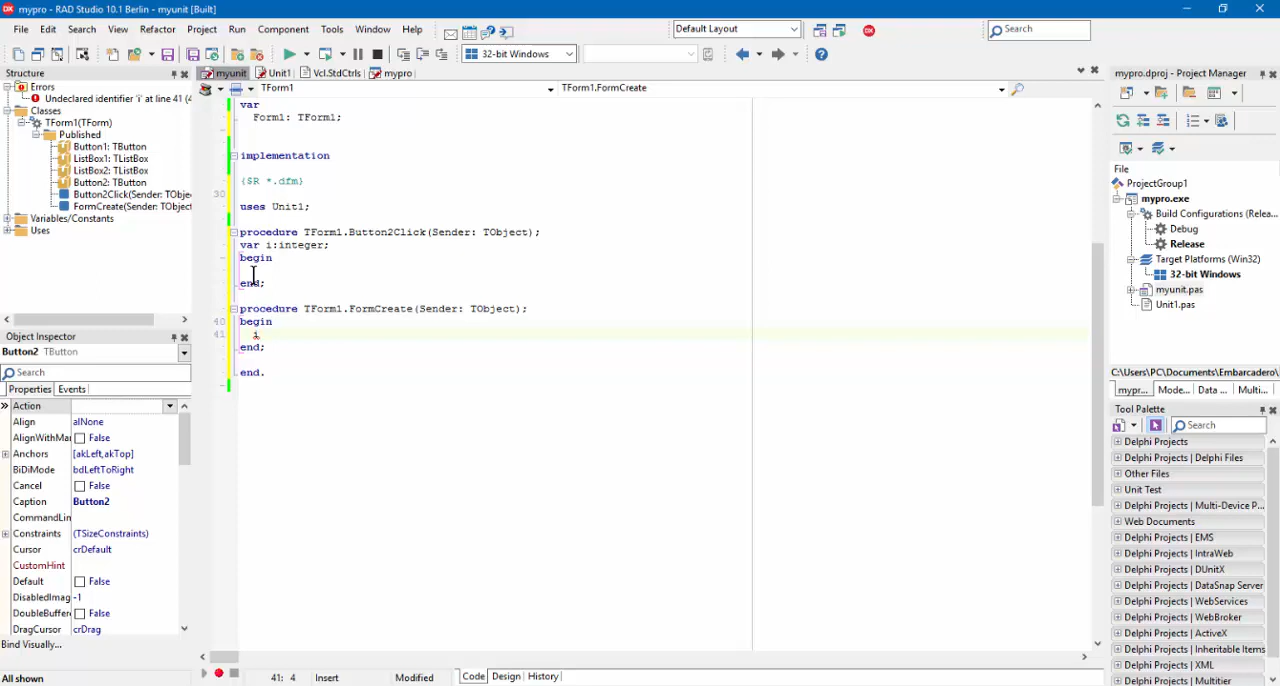 mypro - RAD Studio 10.1 Berlin - myunit [Built]
File Edit Search View Refactor Project Run Component Tools Window Help
Default Layout
Search
32-bit Windows
Structure
Errors
Undeclared identifier 'i' at line 41 (4
Classes
TForm1(TForm)
Published
Button1: TButton
ListBox1: TListBox
ListBox2: TListBox
Button2: TButton
Button2Click(Sender: TObje
FormCreate(Sender: TObjec
Variables/Constants
Uses
Object Inspector
Button2 TButton
Search
Properties Events
Action
Align alNone
AlignWithMar False
Anchors [akLeft,akTop]
BiDiMode bdLeftToRight
Cancel False
Caption Button2
CommandLin
Constraints (TSizeConstraints)
Cursor crDefault
CustomHint
Default False
DisabledImag -1
DoubleBuffer False
DragCursor crDrag
Bind Visually...
All shown
myunit Unit1 Vcl.StdCtrls mypro
TForm1 TForm1.FormCreate
var
Form1: TForm1;
implementation
{$R *.dfm}
30
uses Unit1;
procedure TForm1.Button2Click(Sender: TObject);
var i:integer;
begin
end;
procedure TForm1.FormCreate(Sender: TObject);
40 begin
41 i
end;
end.
41: 4 Insert Modified Code Design History
mypro.dproj - Project Manager
File
ProjectGroup1
mypro.exe
Build Configurations (Relea...
Debug
Release
Target Platforms (Win32)
32-bit Windows
myunit.pas
Unit1.pas
C:\Users\PC\Documents\Embarcadero\
mypr... Mode... Data ... Multi...
Tool Palette
Search
Delphi Projects
Delphi Projects | Delphi Files
Other Files
Unit Test
Delphi Projects | Multi-Device P...
Web Documents
Delphi Projects | EMS
Delphi Projects | IntraWeb
Delphi Projects | DUnitX
Delphi Projects | DataSnap Server
Delphi Projects | WebServices
Delphi Projects | WebBroker
Delphi Projects | ActiveX
Delphi Projects | Inheritable Items
Delphi Projects | XML
Delphi Projects | Multitier